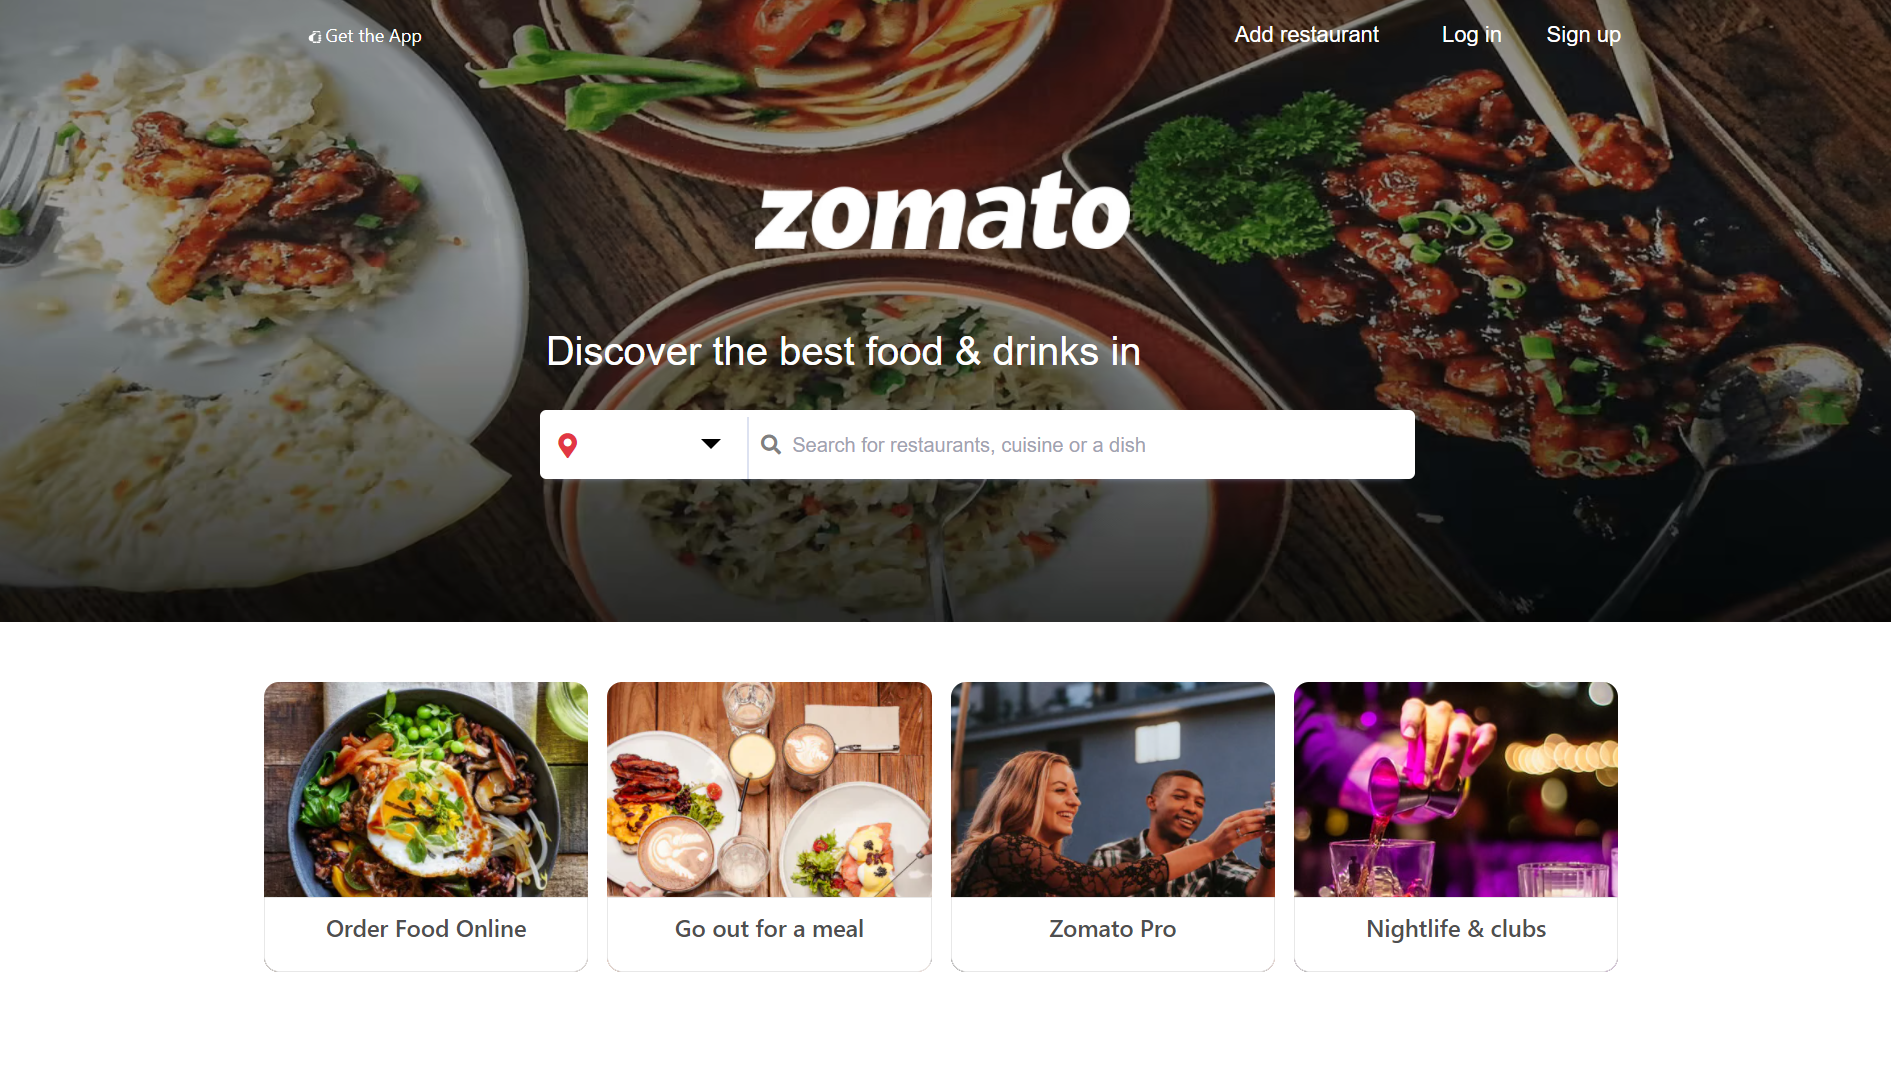 Get the App
Add restaurant
Log in
Sign up
zomato
Discover the best food & drinks in
Search for restaurants, cuisine or a dish
Order Food Online
Go out for a meal
Zomato Pro
Nightlife & clubs